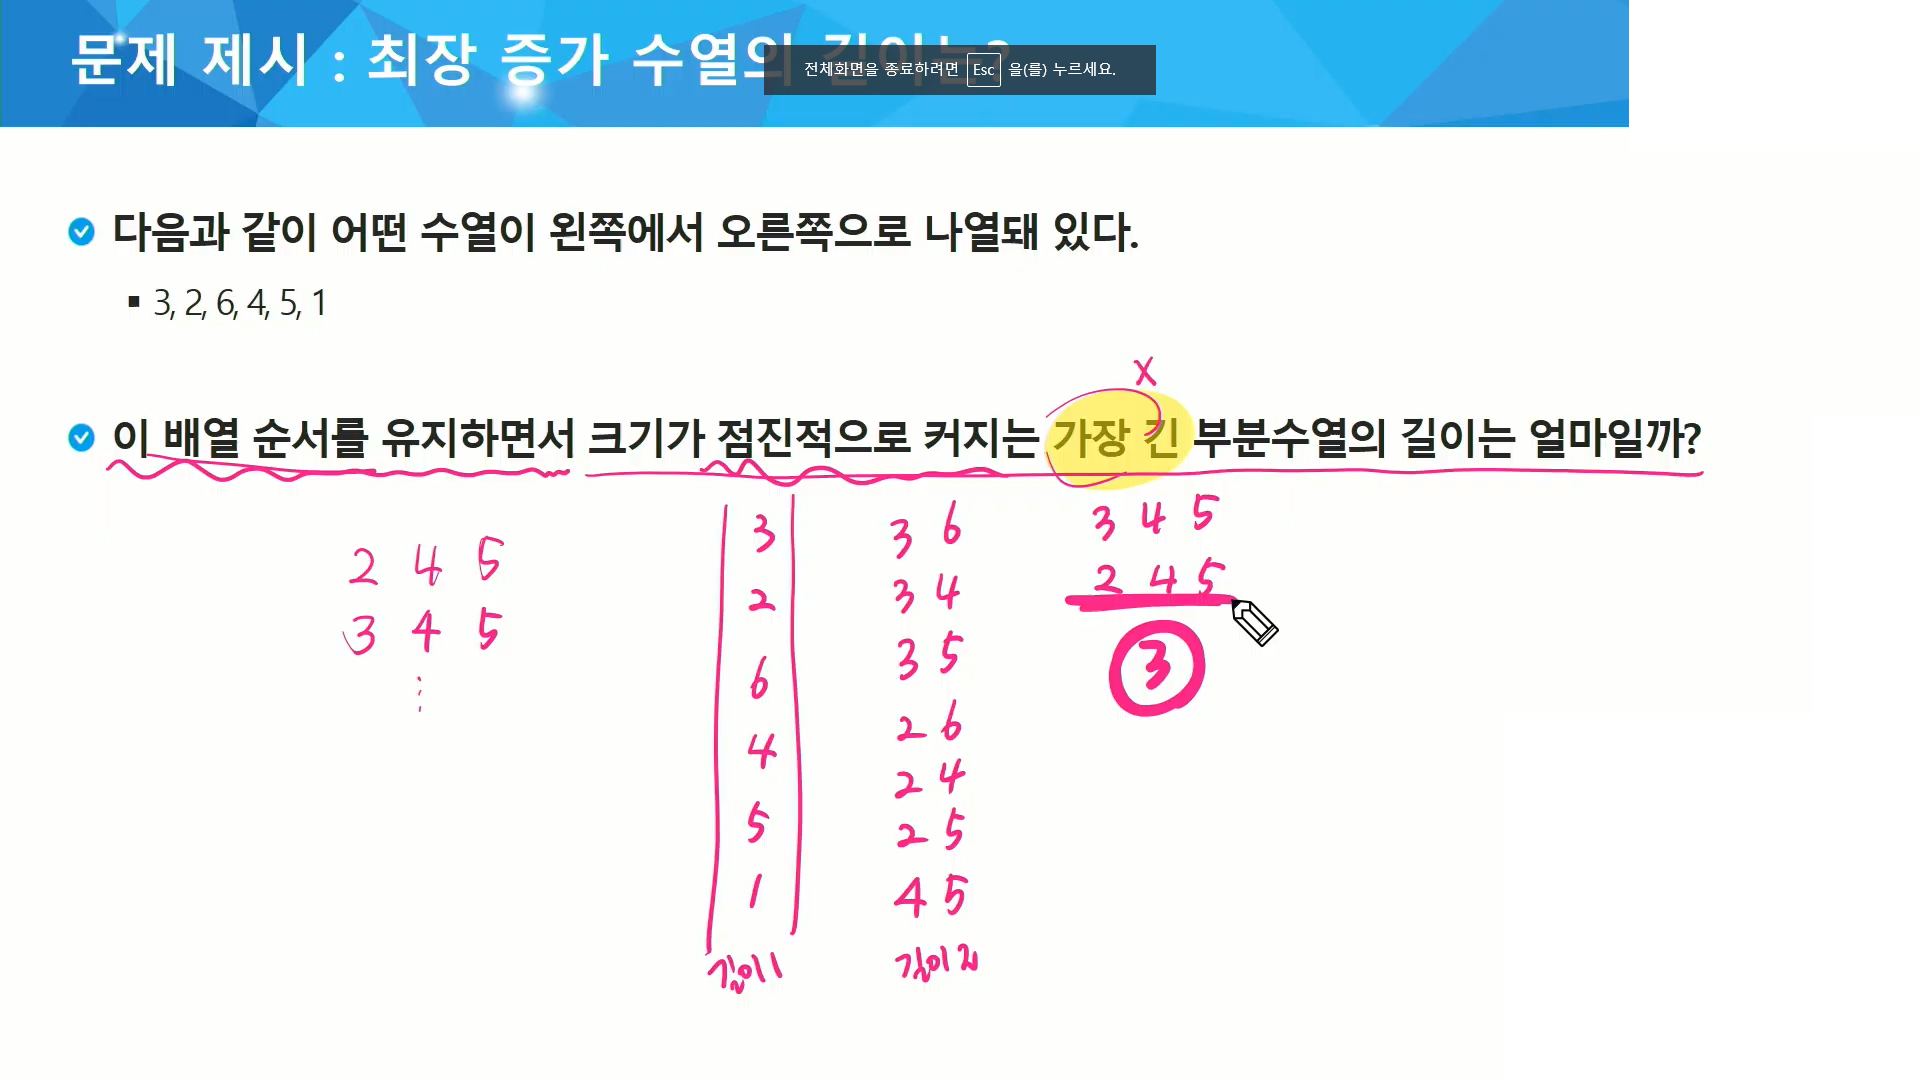 문제 제시 : 최장 증가 수열의 길이는?
전체화면을 종료하려면 Esc 을(를) 누르세요.
다음과 같이 어떤 수열이 왼쪽에서 오른쪽으로 나열돼 있다.
3, 2, 6, 4, 5, 1
X
이 배열 순서를 유지하면서 크기가 점진적으로 커지는 가장 긴 부분수열의 길이는 얼마일까?
2 4 5
3 4 5
⋮
3
2
6
4
5
1
길이1
3 6
3 4
3 5
2 6
2 4
2 5
4 5
길이2
3 4 5
2 4 5
3